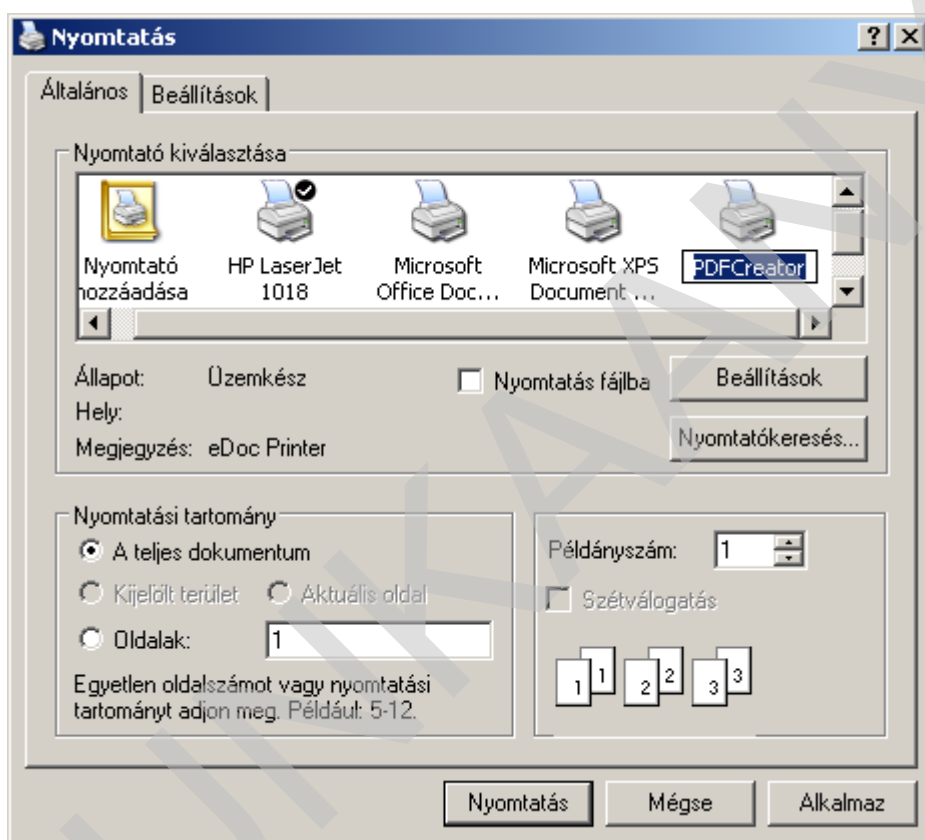 Nyomtatás
Általános
Beállítások
Nyomtató kiválasztása
Nyomtató
hozzáadása
HP LaserJet
1018
Microsoft
Office Doc...
Microsoft XPS
Document ...
PDFCreator
Állapot: Üzemkész
Nyomtatás fájlba
Beállítások
Hely:
Nyomtatókeresés...
Megjegyzés: eDoc Printer
Nyomtatási tartomány
A teljes dokumentum
Kijelölt terület
Aktuális oldal
Oldalak: 1
Egyetlen oldalszámot vagy nyomtatási
tartományt adjon meg. Például: 5-12.
Példányszám: 1
Szétválogatás
1 1 2 2 3 3
Nyomtatás
Mégse
Alkalmaz